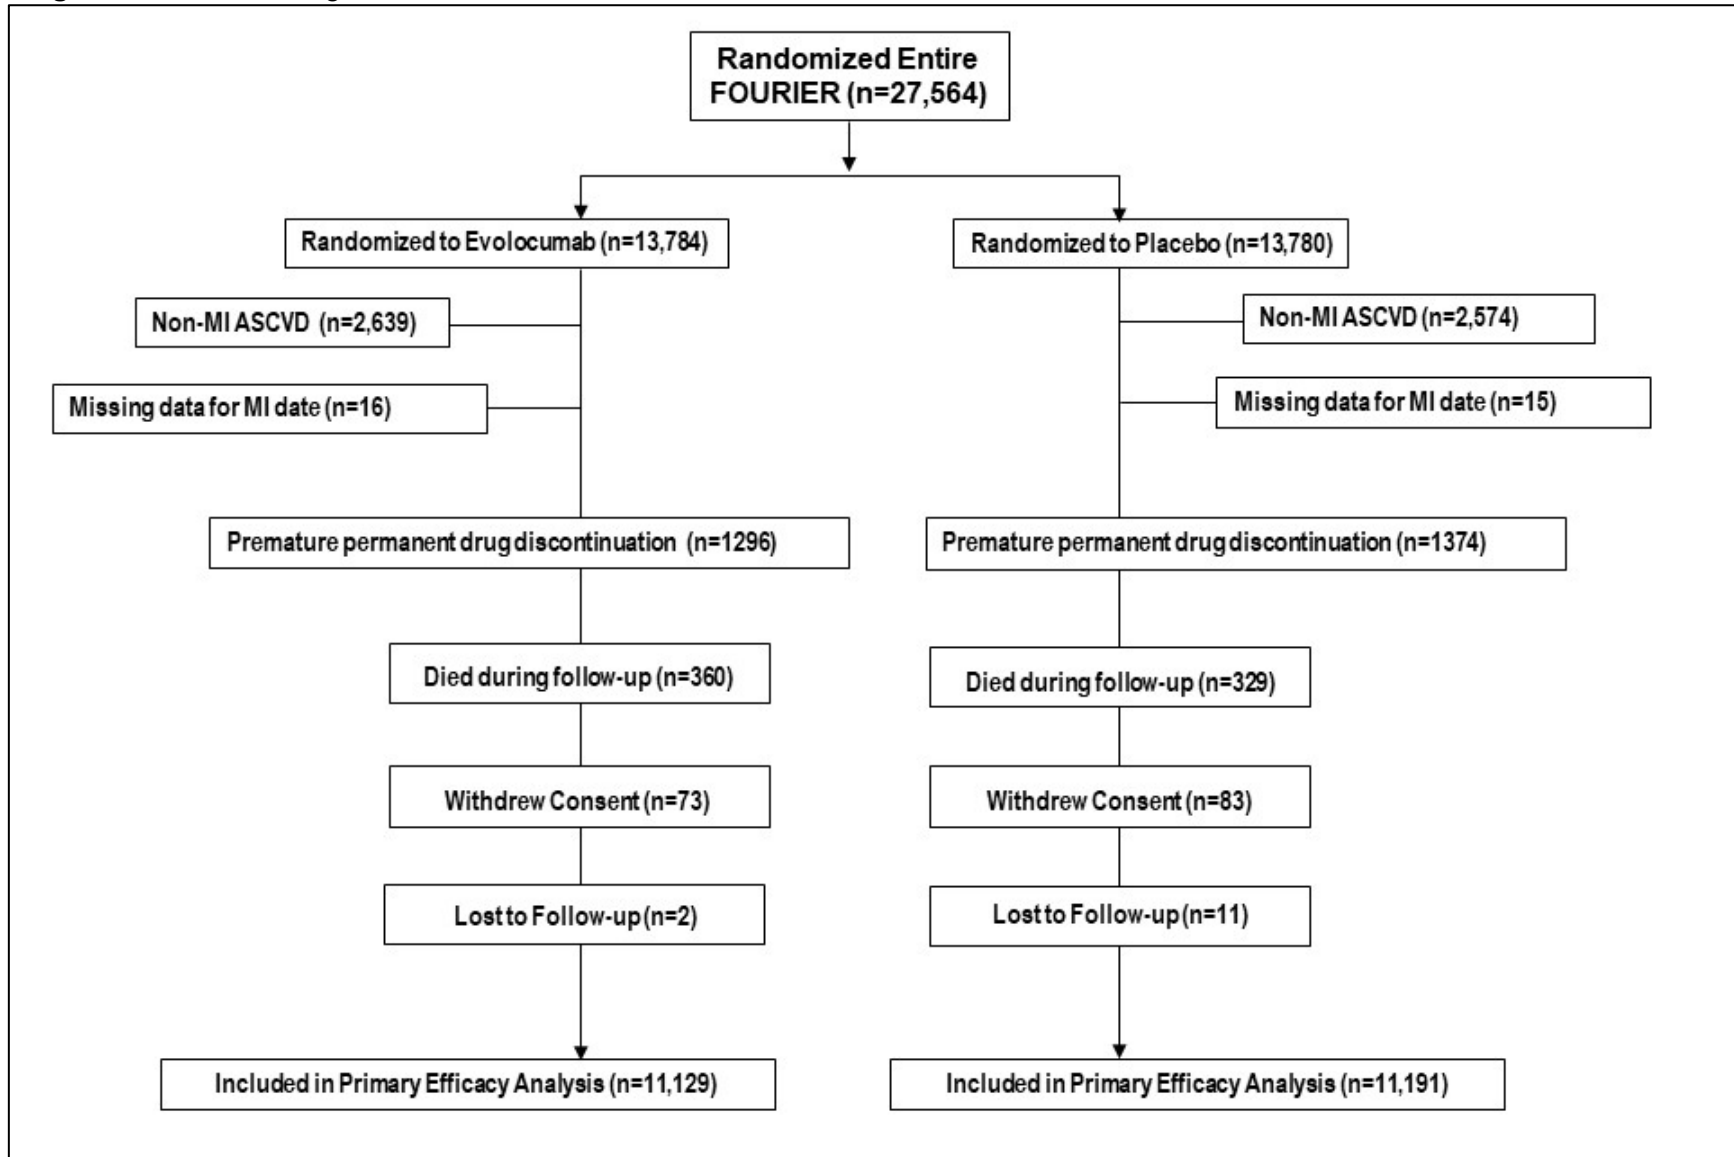 Randomized Entire
FOURIER (n=27,564)
Randomized to Evolocumab (n=13,784)
Randomized to Placebo (n=13,780)
Non-MI ASCVD (n=2,639)
Non-MI ASCVD (n=2,574)
Missing data for MI date (n=16)
Missing data for MI date (n=15)
Premature permanent drug discontinuation (n=1296)
Premature permanent drug discontinuation (n=1374)
Died during follow-up (n=360)
Died during follow-up (n=329)
Withdrew Consent (n=73)
Withdrew Consent (n=83)
Lost to Follow-up (n=2)
Lost to Follow-up (n=11)
Included in Primary Efficacy Analysis (n=11,129)
Included in Primary Efficacy Analysis (n=11,191)